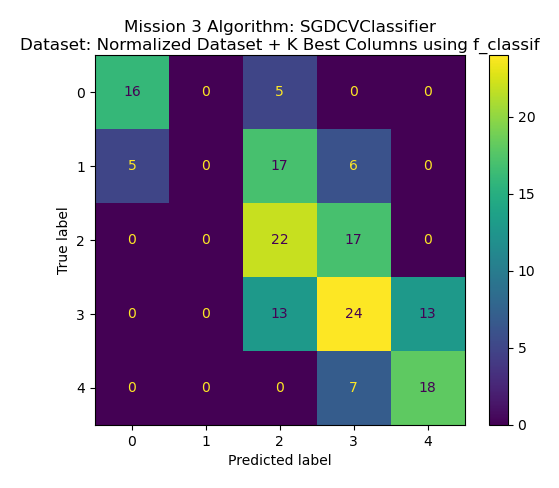 Mission 3 Algorithm: SGDCVClassifier
Dataset: Normalized Dataset + K Best Columns using f_classif
True label
0 16 0 5 0 0
1 5 0 17 6 0
2 0 0 22 17 0
3 0 0 13 24 13
4 0 0 0 7 18
0 1 2 3 4
Predicted label
20
15
10
5
0